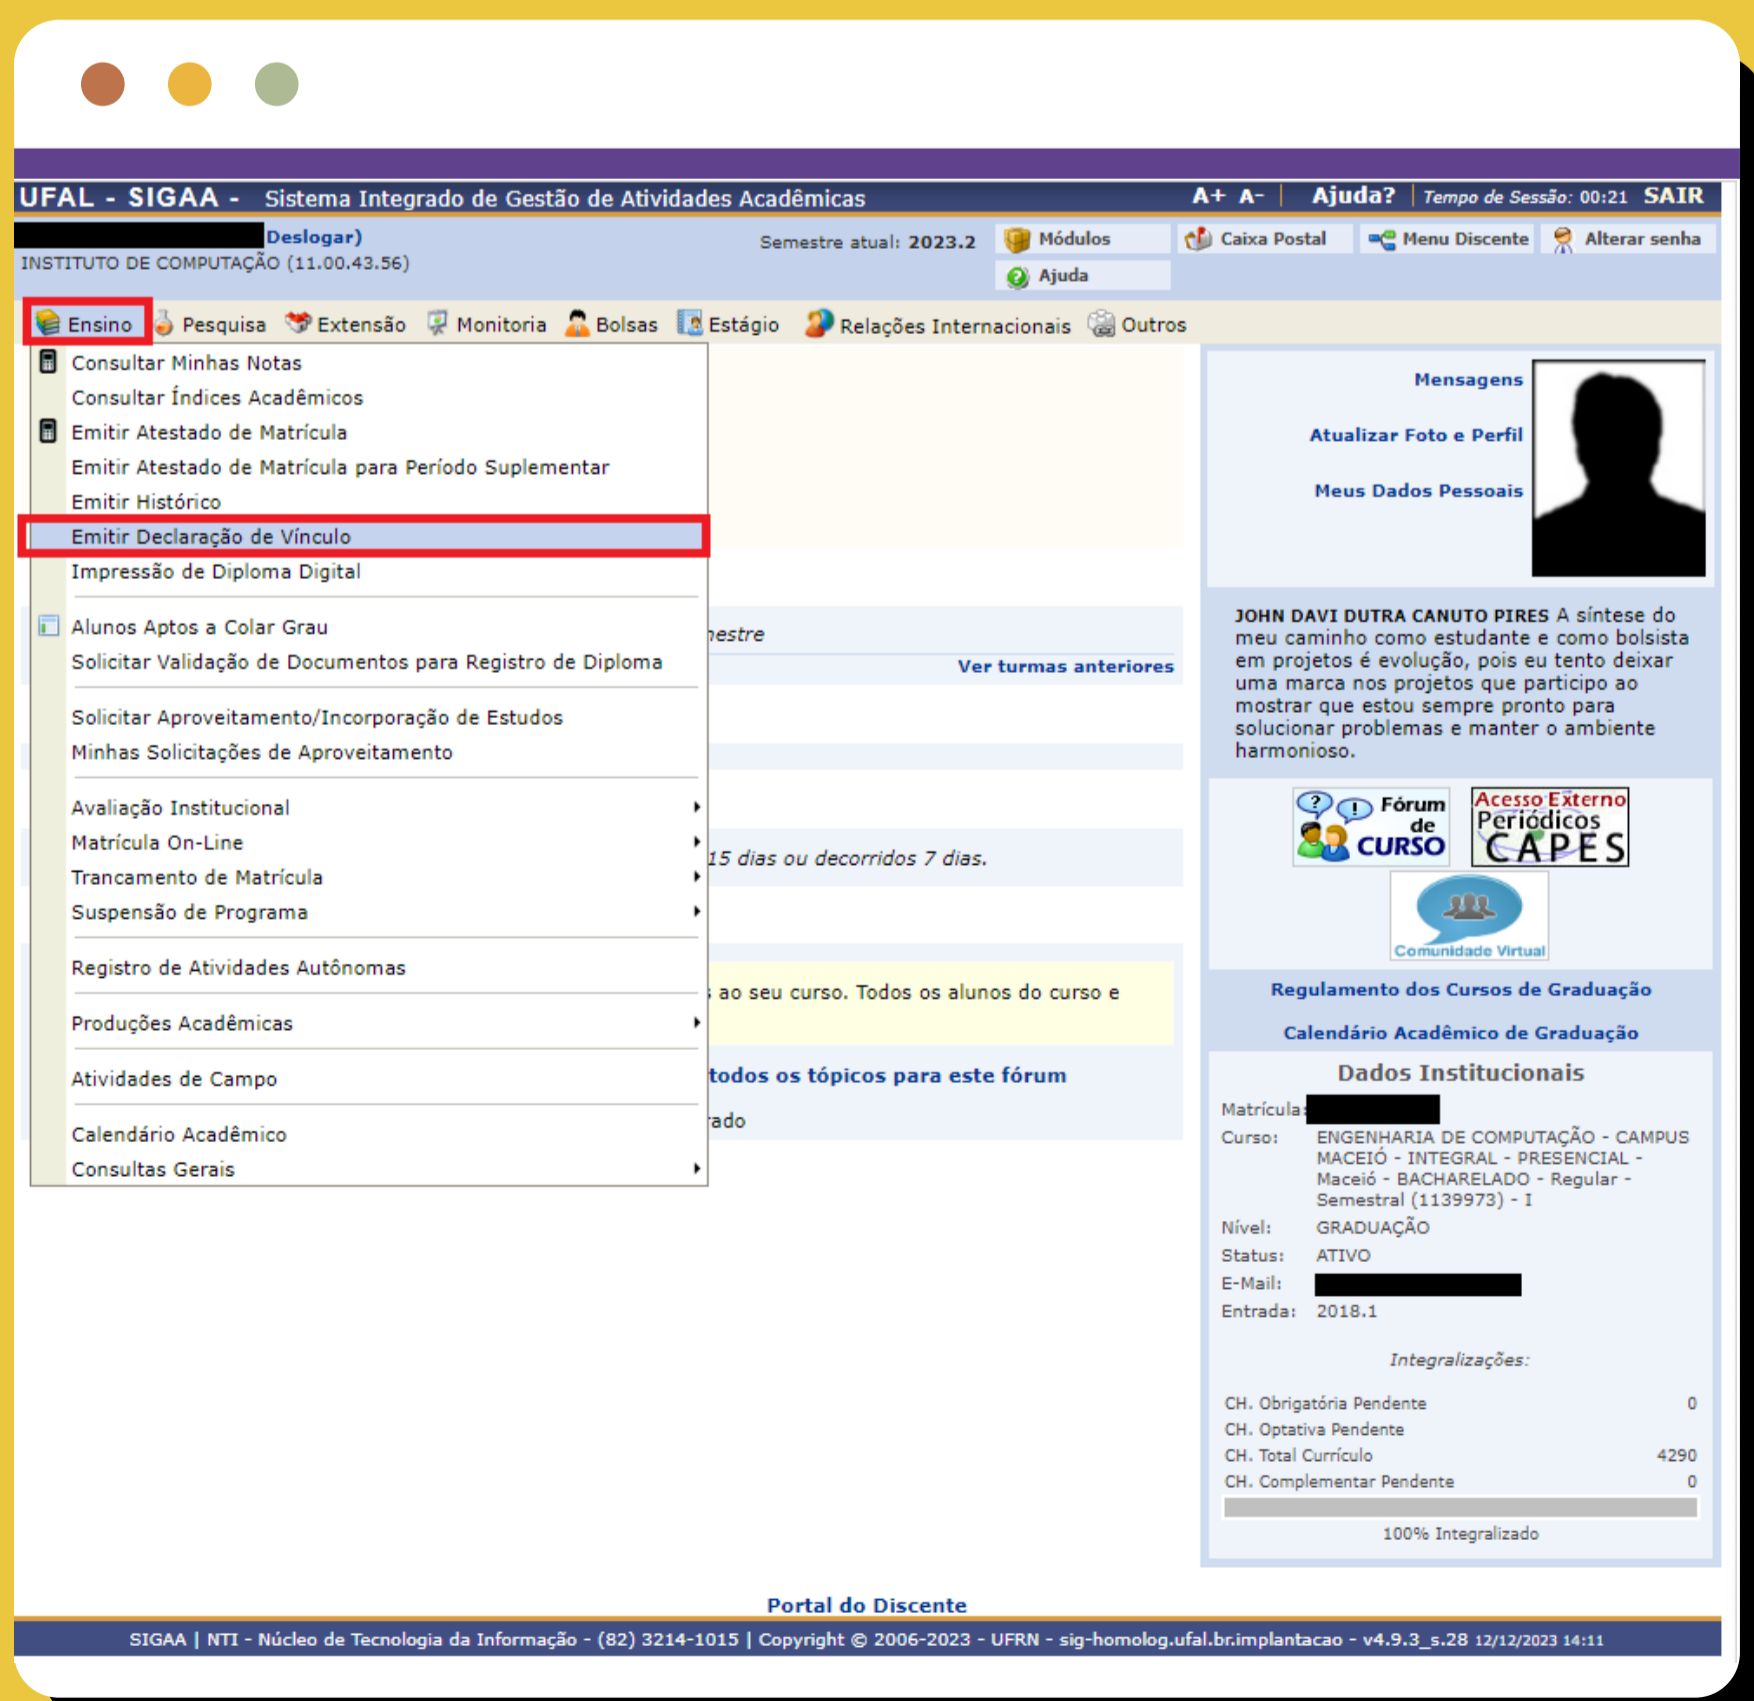 UFAL - SIGAA - Sistema Integrado de Gestão de Atividades Acadêmicas
A+ A- | Ajuda? | Tempo de Sessão: 00:21 SAIR
Deslogar)
INSTITUTO DE COMPUTAÇÃO (11.00.43.56)
Semestre atual: 2023.2
Módulos
Caixa Postal
Menu Discente
Alterar senha
Ajuda
Ensino Pesquisa Extensão Monitoria Bolsas Estágio Relações Internacionais Outros
Consultar Minhas Notas
Consultar Índices Acadêmicos
Emitir Atestado de Matrícula
Emitir Atestado de Matrícula para Período Suplementar
Emitir Histórico
Emitir Declaração de Vínculo
Impressão de Diploma Digital
Alunos Aptos a Colar Grau
Solicitar Validação de Documentos para Registro de Diploma
Solicitar Aproveitamento/Incorporação de Estudos
Minhas Solicitações de Aproveitamento
Avaliação Institucional
Matrícula On-Line
Trancamento de Matrícula
Suspensão de Programa
Registro de Atividades Autônomas
Produções Acadêmicas
Atividades de Campo
Calendário Acadêmico
Consultas Gerais
nestre
Ver turmas anteriores
15 dias ou decorridos 7 dias.
s ao seu curso. Todos os alunos do curso e
todos os tópicos para este fórum
rado
Mensagens
Atualizar Foto e Perfil
Meus Dados Pessoais
JOHN DAVI DUTRA CANUTO PIRES A síntese do
meu caminho como estudante e como bolsista
em projetos é evolução, pois eu tento deixar
uma marca nos projetos que participo ao
mostrar que estou sempre pronto para
solucionar problemas e manter o ambiente
harmonioso.
Fórum
de
CURSO
Acesso Externo
Periódicos
CAPES
Comunidade Virtual
Regulamento dos Cursos de Graduação
Calendário Acadêmico de Graduação
Dados Institucionais
Matrícula:
Curso: ENGENHARIA DE COMPUTAÇÃO - CAMPUS
MACEIÓ - INTEGRAL - PRESENCIAL -
Maceió - BACHARELADO - Regular -
Semestral (1139973) - I
Nível: GRADUAÇÃO
Status: ATIVO
E-Mail:
Entrada: 2018.1
Integralizações:
CH. Obrigatória Pendente 0
CH. Optativa Pendente
CH. Total Currículo 4290
CH. Complementar Pendente 0
100% Integralizado
Portal do Discente
SIGAA | NTI - Núcleo de Tecnologia da Informação - (82) 3214-1015 | Copyright © 2006-2023 - UFRN - sig-homolog.ufal.br.implantacao - v4.9.3_s.28 12/12/2023 14:11